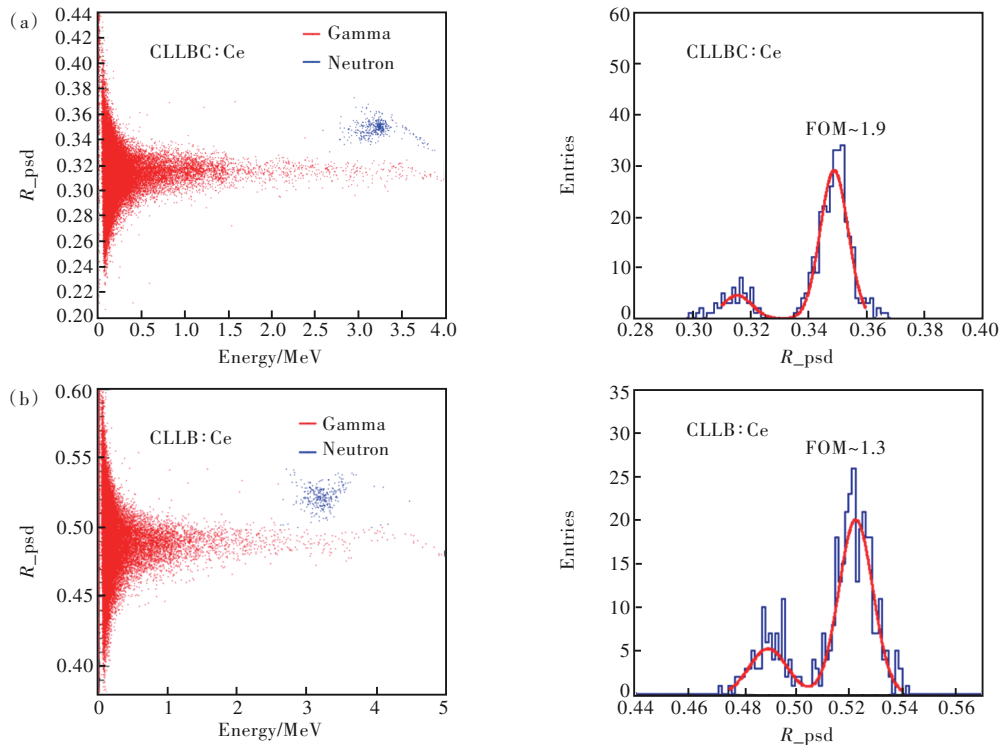 (a)
CLLBC:Ce
Gamma
Neutron
0.44
0.40
0.38
0.36
0.34
0.32
0.30
0.28
0.26
0.24
0.22
0.20
R_psd
0 0.5 1.0 1.5 2.0 2.5 3.0 3.5 4.0
Energy/MeV
CLLBC:Ce
FOM~1.9
60
50
40
30
20
10
0
Entries
0.28 0.30 0.32 0.34 0.36 0.38 0.40
R_psd
(b)
CLLB:Ce
Gamma
Neutron
0.60
0.55
0.50
0.45
0.40
R_psd
0 1 2 3 4 5
Energy/MeV
CLLB:Ce
FOM~1.3
35
30
25
20
15
10
5
0
Entries
0.44 0.46 0.48 0.50 0.52 0.54 0.56
R_psd